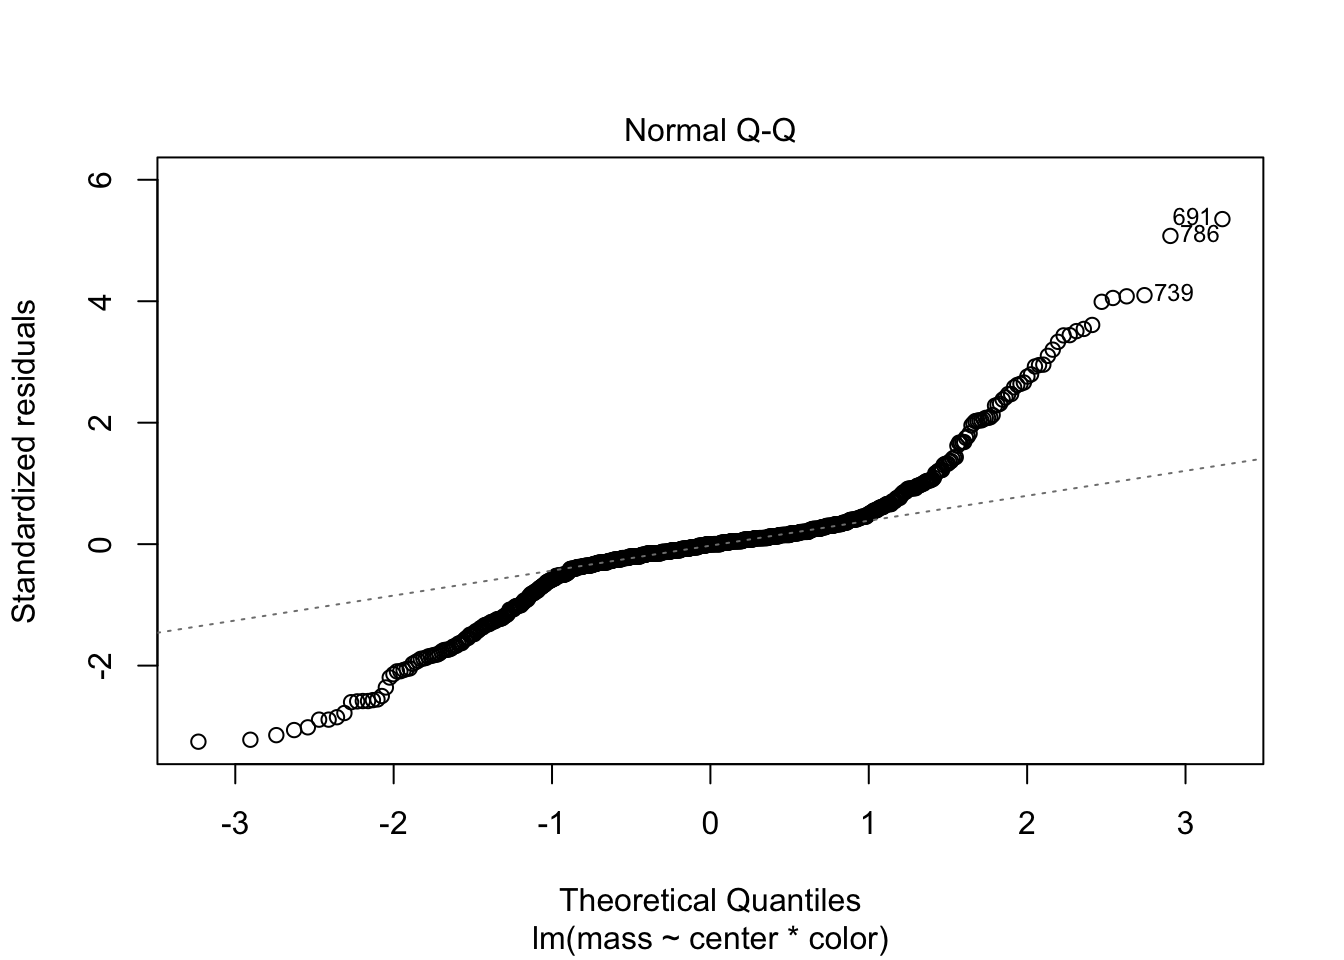 Normal Q-Q
Standardized residuals
6
4
2
0
-2
691
786
739
-3 -2 -1 0 1 2 3
Theoretical Quantiles
lm(mass ~ center * color)